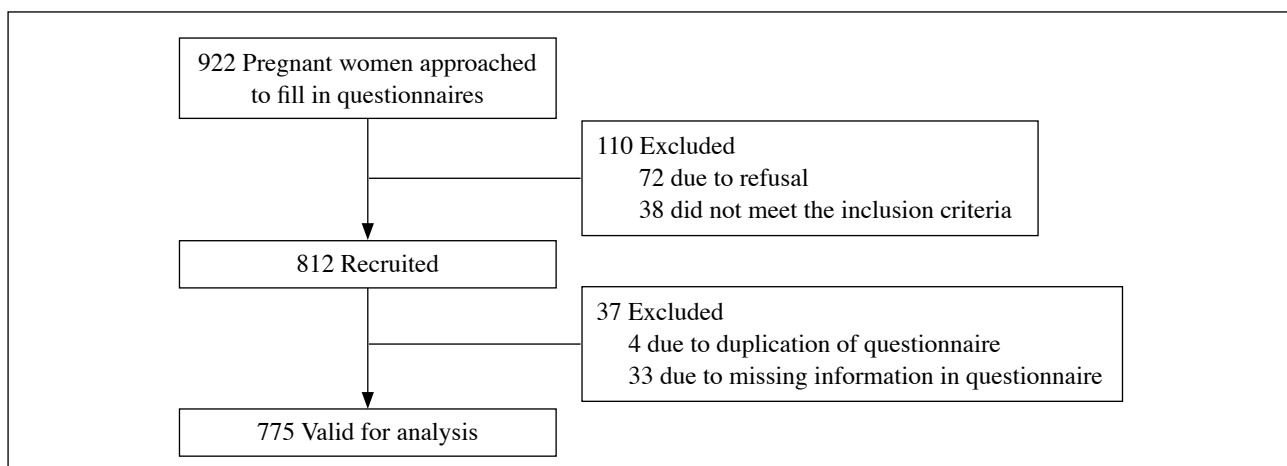 922 Pregnant women approached
to fill in questionnaires
110 Excluded
72 due to refusal
38 did not meet the inclusion criteria
812 Recruited
37 Excluded
4 due to duplication of questionnaire
33 due to missing information in questionnaire
775 Valid for analysis